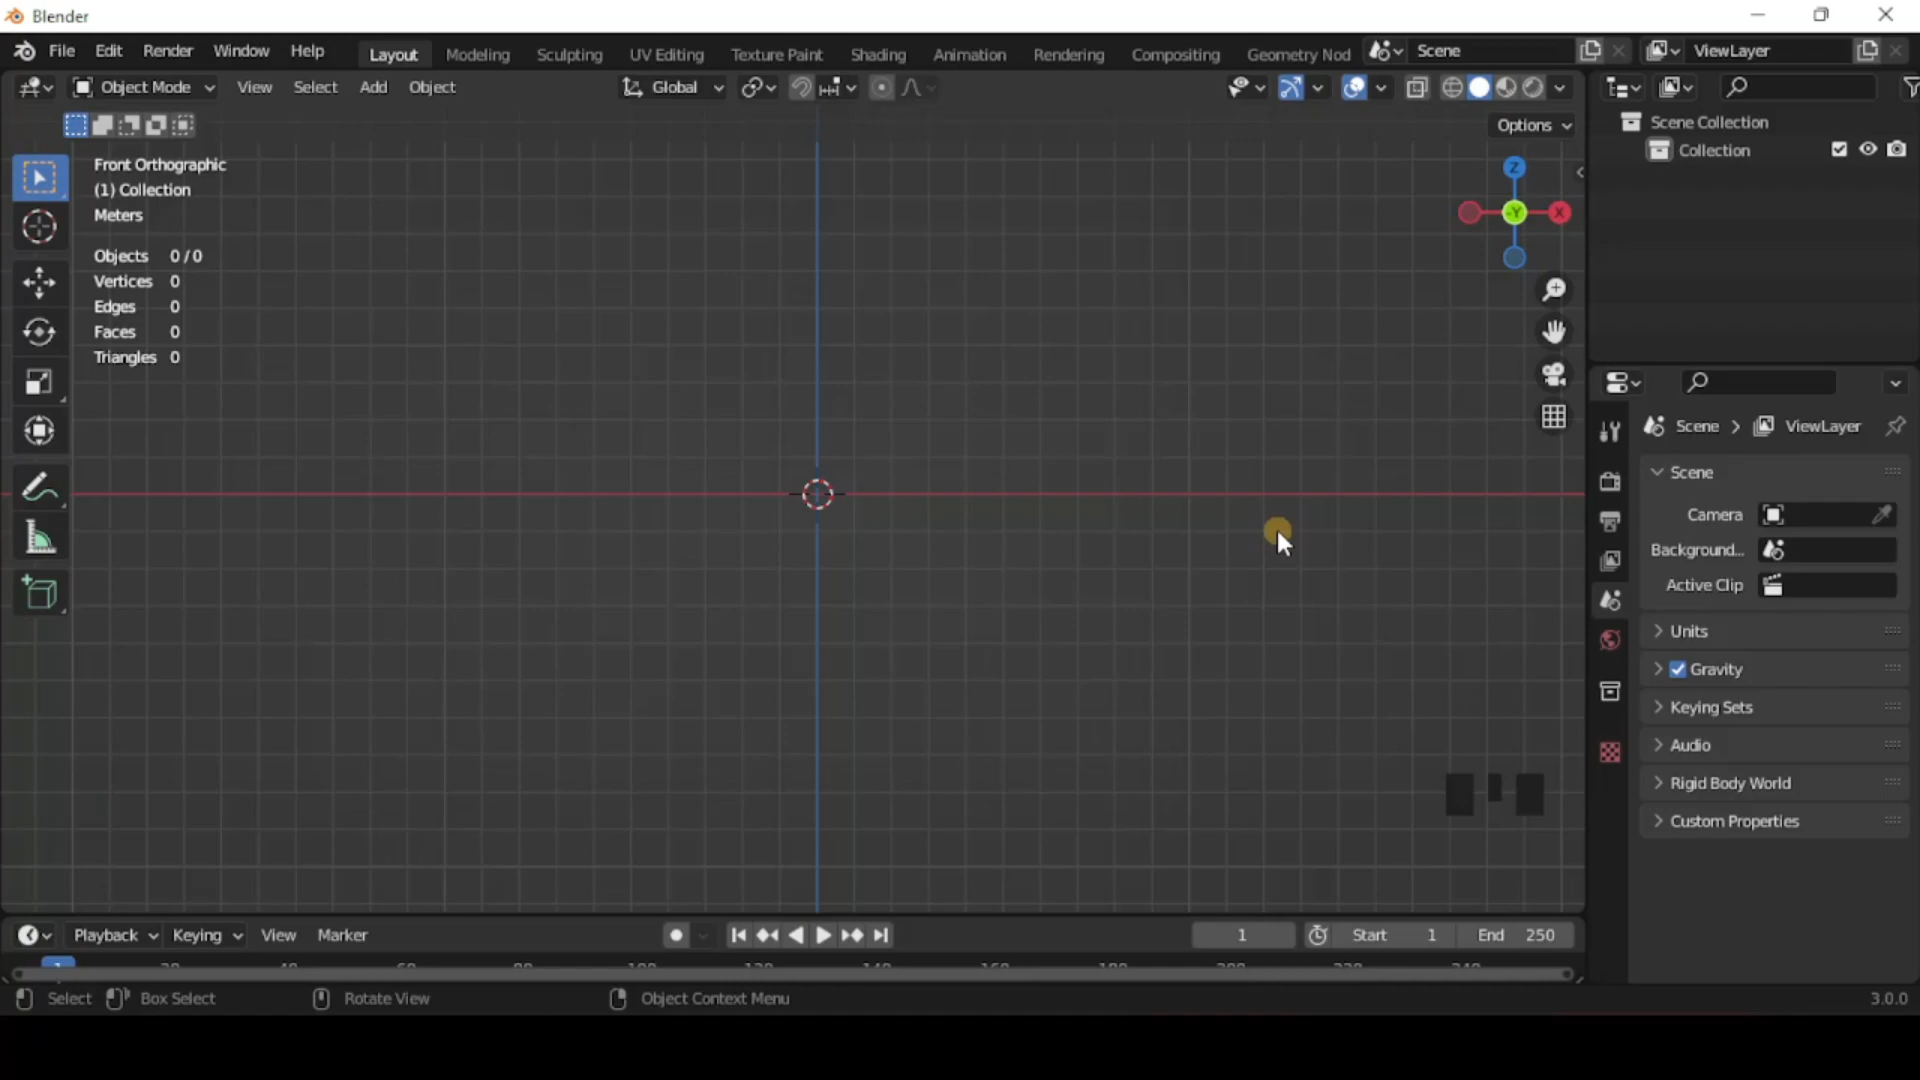 Blender
File Edit Render Window Help Layout Modeling Sculpting UV Editing Texture Paint Shading Animation Rendering Compositing Geometry Nod Scene ViewLayer
Object Mode View Select Add Object Global
Options
Front Orthographic
(1) Collection
Meters
Objects 0/0
Vertices 0
Edges 0
Faces 0
Triangles 0
Z
-Y X
Scene Collection
Collection
Scene > ViewLayer
Scene
Camera
Background...
Active Clip
Units
Gravity
Keying Sets
Audio
Rigid Body World
Custom Properties
Playback Keying View Marker 1 Start 1 End 250
Select Box Select Rotate View Object Context Menu 3.0.0